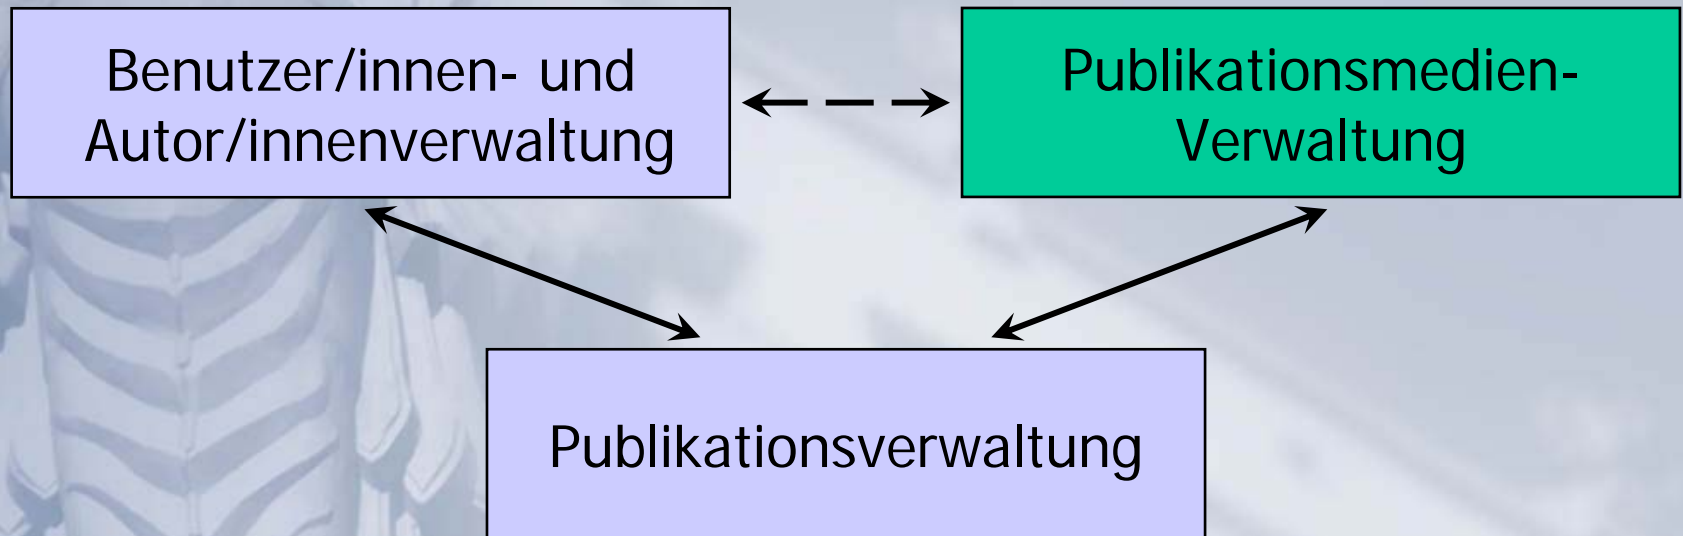 Benutzer/innen- und
Autor/innenverwaltung
Publikationsmedien-
Verwaltung
Publikationsverwaltung